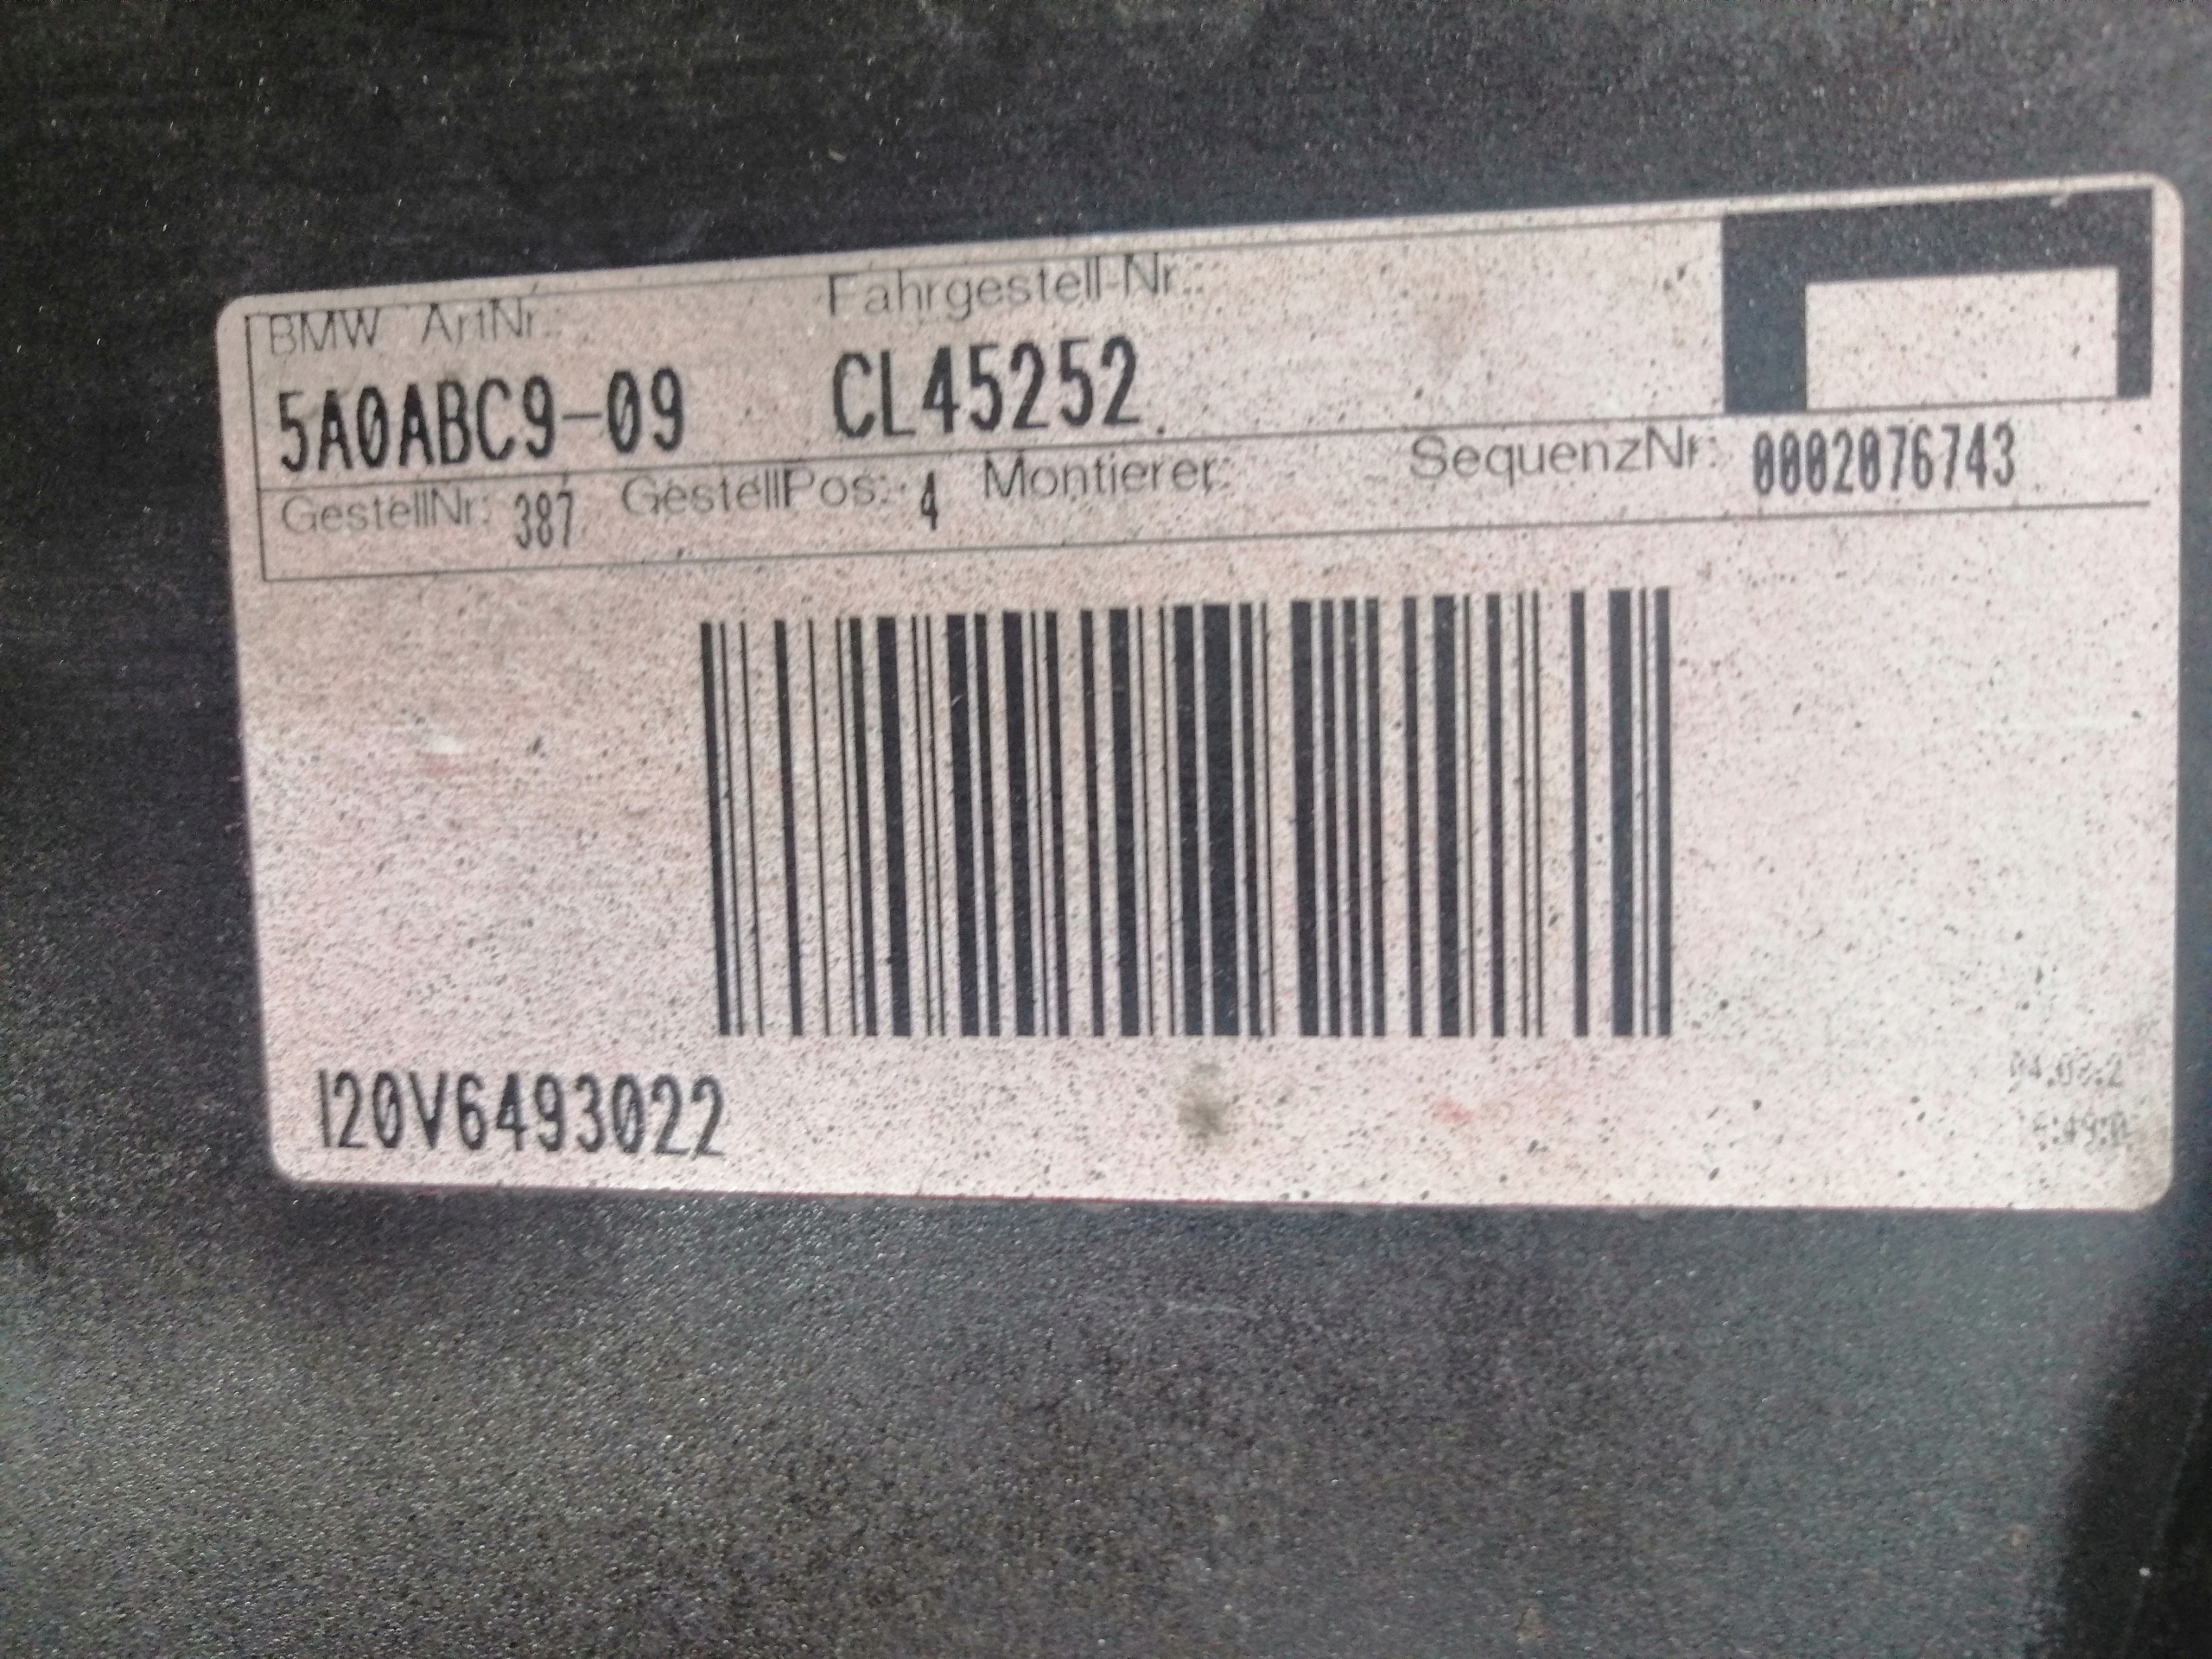 BMW ArtNr.: Fahrgestell-Nr.:
5A0ABC9-09 CL45252
GestellNr: 387 GestellPos: 4 Montierer: SequenzNr: 0002076743
I20V6493022